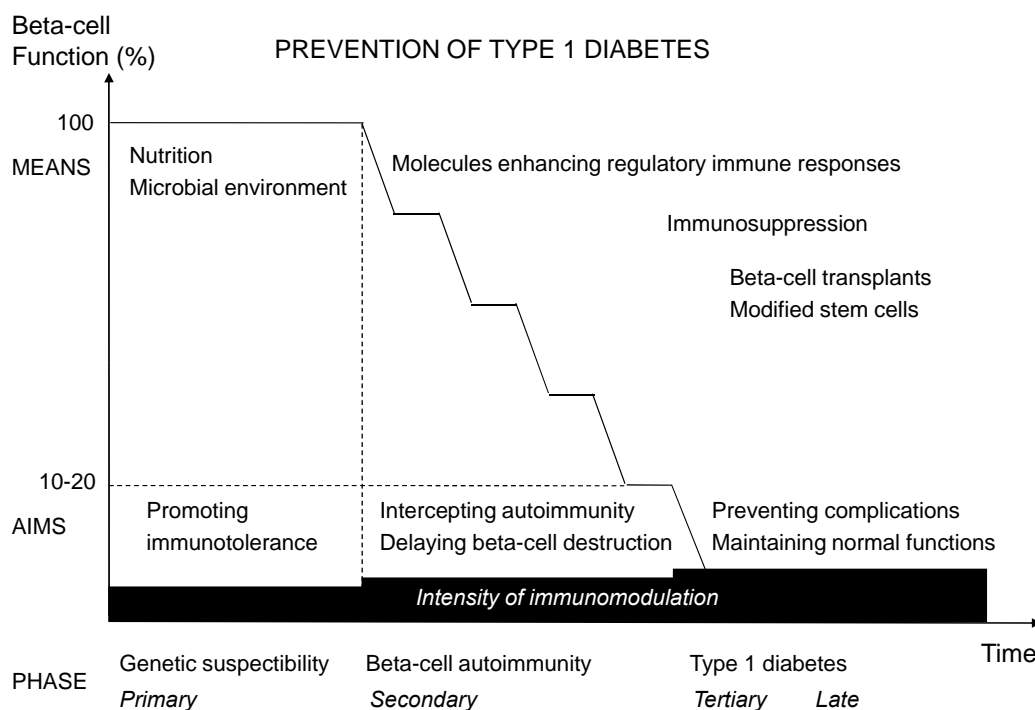 Beta-cell
Function (%)
PREVENTION OF TYPE 1 DIABETES
100
MEANS
Nutrition
Microbial environment
Molecules enhancing regulatory immune responses
Immunosuppression
Beta-cell transplants
Modified stem cells
10-20
AIMS
Promoting
immunotolerance
Intercepting autoimmunity
Delaying beta-cell destruction
Preventing complications
Maintaining normal functions
Intensity of immunomodulation
Time
PHASE
Genetic suspectibility
Primary
Beta-cell autoimmunity
Secondary
Type 1 diabetes
Tertiary Late